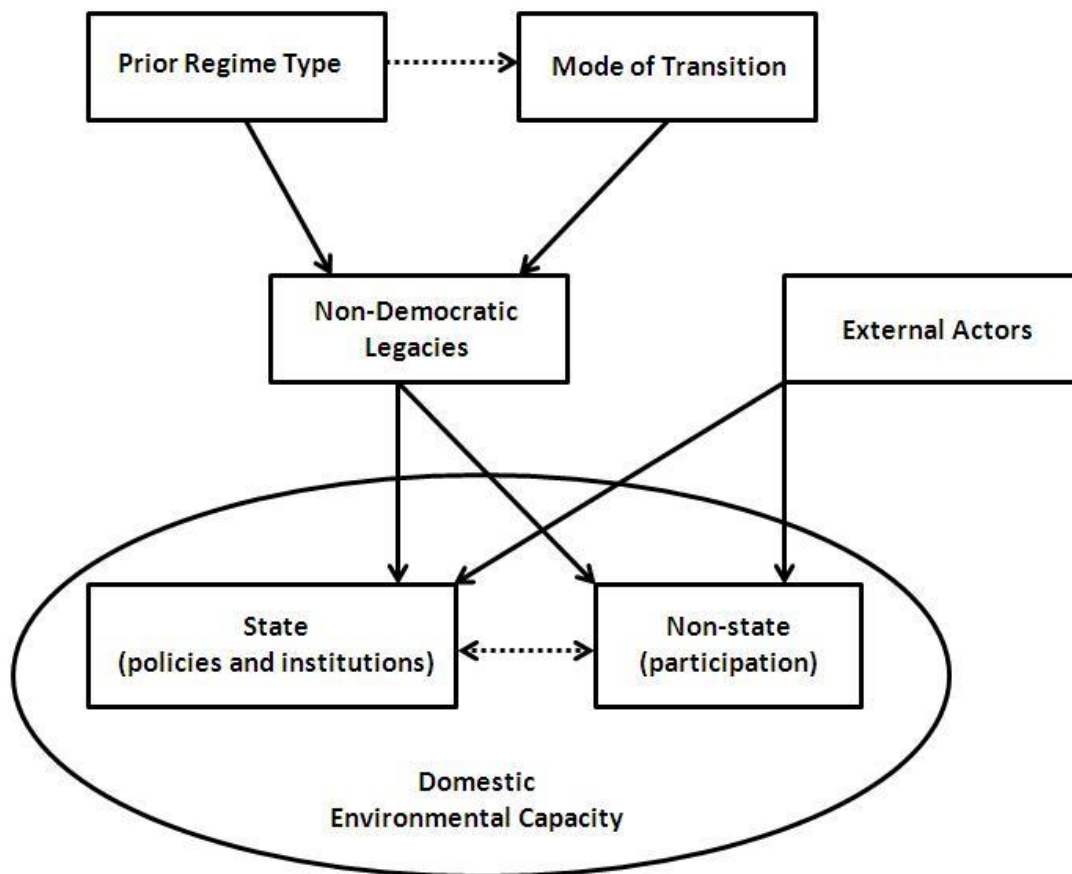 Prior Regime Type
Mode of Transition
Non-Democratic
Legacies
External Actors
State
(policies and institutions)
Non-state
(participation)
Domestic
Environmental Capacity